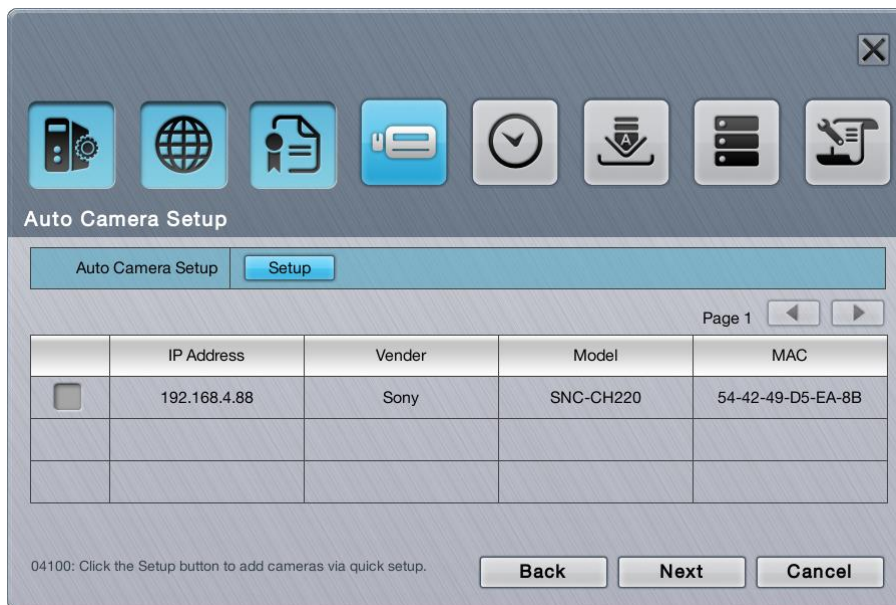 Auto Camera Setup
Auto Camera Setup Setup
Page 1
IP Address Vender Model MAC
192.168.4.88 Sony SNC-CH220 54-42-49-D5-EA-8B
04100: Click the Setup button to add cameras via quick setup.
Back Next Cancel